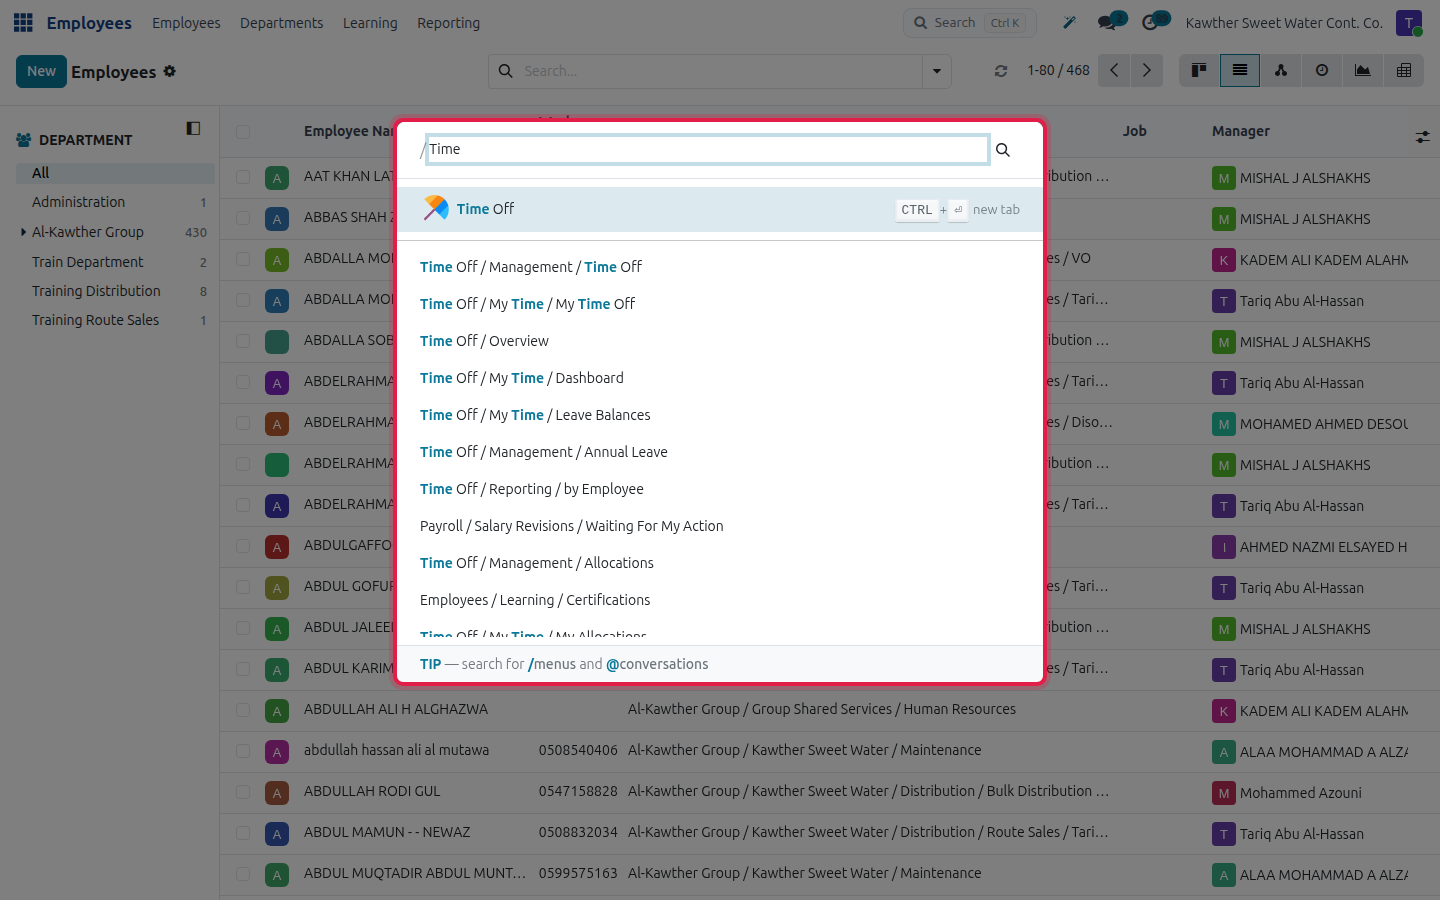 Employees Employees Departments Learning Reporting Search Ctrl K 2 Kawther Sweet Water Cont. Co. T
New Employees Search... 1-80 / 468
DEPARTMENT
All
Administration 1
Al-Kawther Group 430
Train Department 2
Training Distribution 8
Training Route Sales 1
Employee Job Manager
/Time
Time Off CTRL + ⏎ new tab
Time Off / Management / Time Off
Time Off / My Time / My Time Off
Time Off / Overview
Time Off / My Time / Dashboard
Time Off / My Time / Leave Balances
Time Off / Management / Annual Leave
Time Off / Reporting / by Employee
Payroll / Salary Revisions / Waiting For My Action
Time Off / Management / Allocations
Employees / Learning / Certifications
Time Off / My Time / My Allocations
TIP — search for /menus and @conversations
A AAT KHAN LAT ibution ... M MISHAL J ALSHAKHS
A ABBAS SHAH M MISHAL J ALSHAKHS
A ABDALLA MO es / VO K KADEM ALI KADEM ALAHM
A ABDALLA MO es / Tari... T Tariq Abu Al-Hassan
ABDALLA SOB ibution ... M MISHAL J ALSHAKHS
A ABDELRAHMA es / Tari... T Tariq Abu Al-Hassan
A ABDELRAHMA es / Diso... M MOHAMED AHMED DESOU
ABDELRAHMA ibution ... M MISHAL J ALSHAKHS
A ABDELRAHMA es / Tari... T Tariq Abu Al-Hassan
A ABDULGAFFO I AHMED NAZMI ELSAYED H
A ABDUL GOFUR es / Tari... T Tariq Abu Al-Hassan
A ABDUL JALEE ibution ... M MISHAL J ALSHAKHS
A ABDUL KARIM es / Tari... T Tariq Abu Al-Hassan
A ABDULLAH ALI H ALGHAZWA Al-Kawther Group / Group Shared Services / Human Resources K KADEM ALI KADEM ALAHM
A abdullah hassan ali al mutawa 0508540406 Al-Kawther Group / Kawther Sweet Water / Maintenance A ALAA MOHAMMAD A ALZA
A ABDULLAH RODI GUL 0547158828 Al-Kawther Group / Kawther Sweet Water / Distribution / Bulk Distribution ... M Mohammed Azouni
A ABDUL MAMUN - - NEWAZ 0508832034 Al-Kawther Group / Kawther Sweet Water / Distribution / Route Sales / Tari... T Tariq Abu Al-Hassan
A ABDUL MUQTADIR ABDUL MUNT... 0599575163 Al-Kawther Group / Kawther Sweet Water / Maintenance A ALAA MOHAMMAD A ALZA